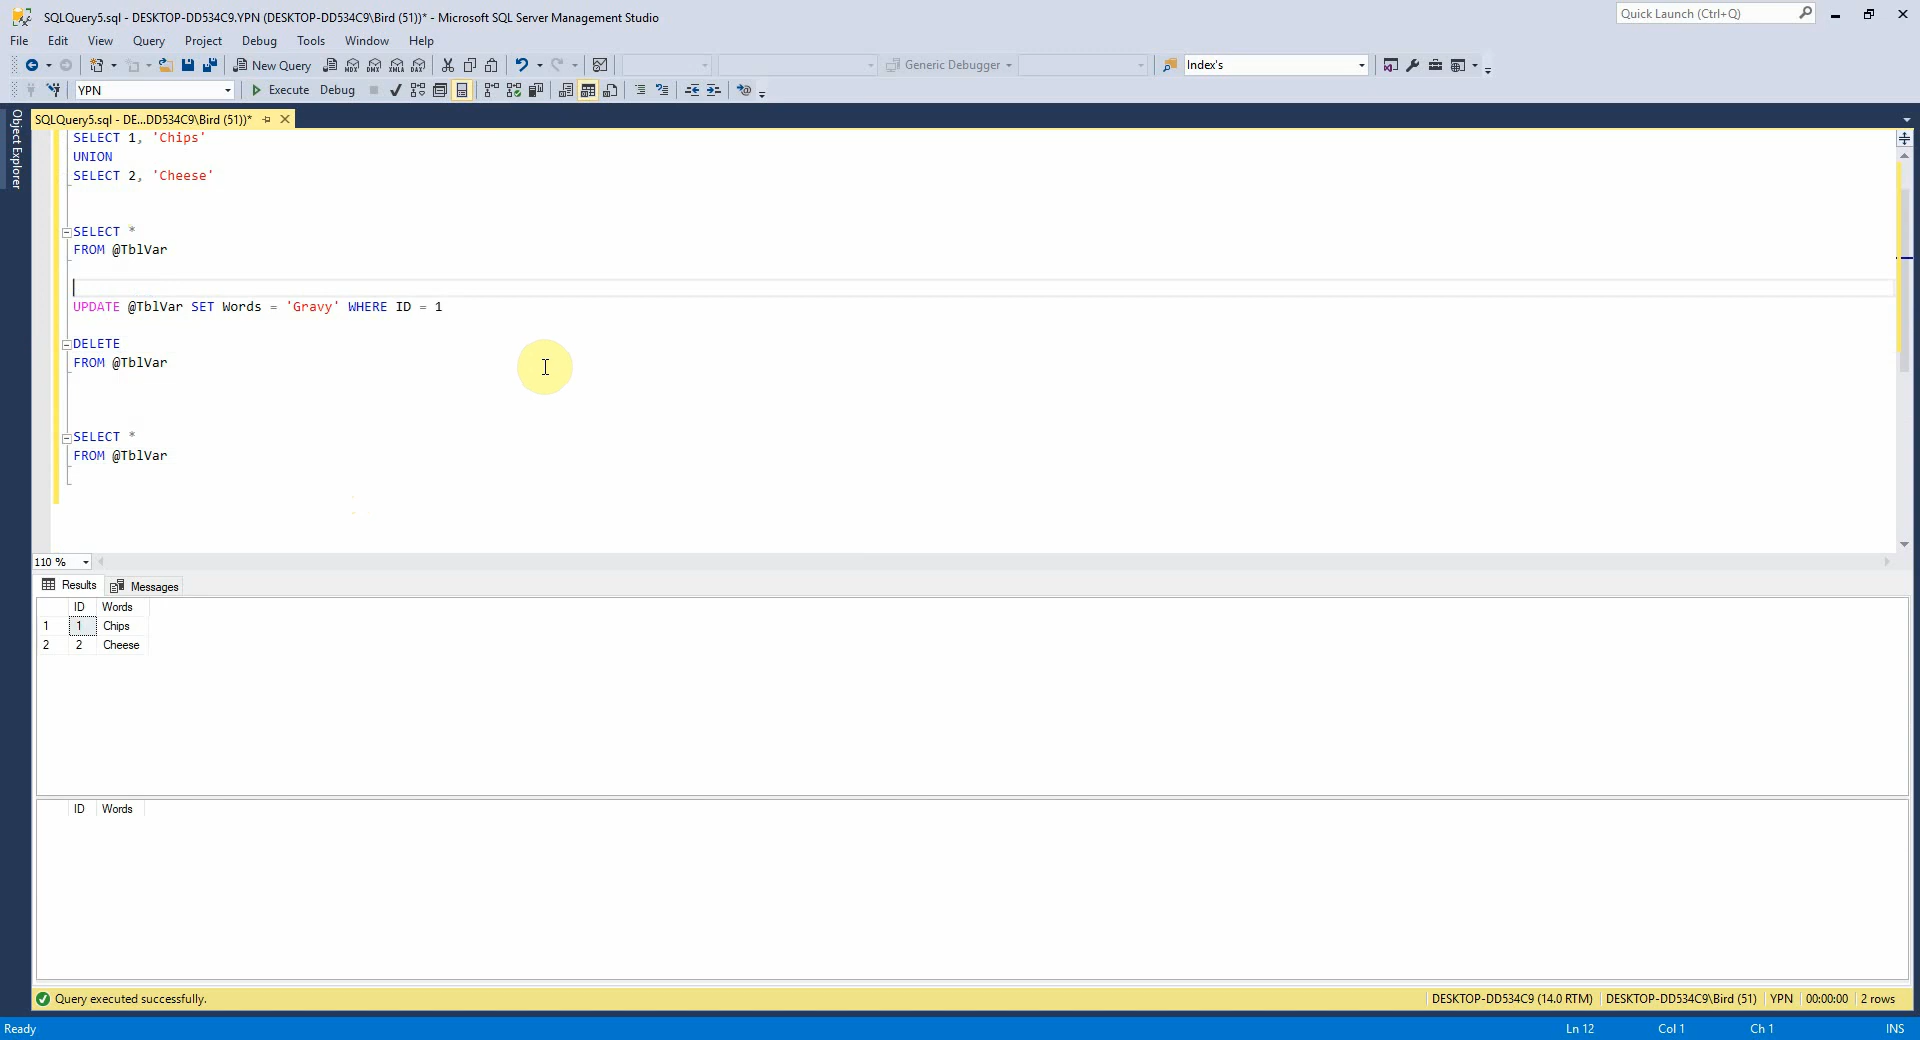 SQLQuery5.sql - DESKTOP-DD534C9.YPN (DESKTOP-DD534C9\Bird (51))* - Microsoft SQL Server Management Studio
Quick Launch (Ctrl+Q)
File Edit View Query Project Debug Tools Window Help
New Query MDX DMX XMLA DAX Generic Debugger Index's
YPN Execute Debug
SQLQuery5.sql - DE...DD534C9\Bird (51))*
Object Explorer
SELECT 1, 'Chips'
UNION
SELECT 2, 'Cheese'
SELECT *
FROM @TblVar
UPDATE @TblVar SET Words = 'Gravy' WHERE ID = 1
DELETE
FROM @TblVar
SELECT *
FROM @TblVar
110 %
Results Messages
ID Words
1 1 Chips
2 2 Cheese
ID Words
Query executed successfully.
DESKTOP-DD534C9 (14.0 RTM) DESKTOP-DD534C9\Bird (51) YPN 00:00:00 2 rows
Ready Ln 12 Col 1 Ch 1 INS